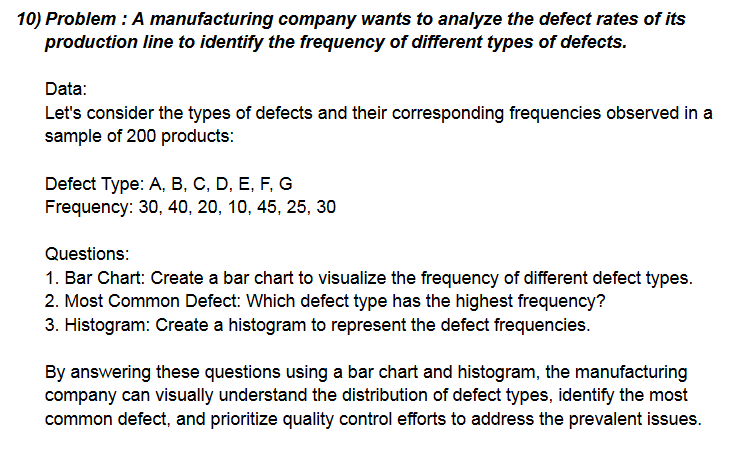 10) Problem : A manufacturing company wants to analyze the defect rates of its
production line to identify the frequency of different types of defects.
Data:
Let's consider the types of defects and their corresponding frequencies observed in a
sample of 200 products:
Defect Type: A, B, C, D, E, F, G
Frequency: 30, 40, 20, 10, 45, 25, 30
Questions:
1. Bar Chart: Create a bar chart to visualize the frequency of different defect types.
2. Most Common Defect: Which defect type has the highest frequency?
3. Histogram: Create a histogram to represent the defect frequencies.
By answering these questions using a bar chart and histogram, the manufacturing
company can visually understand the distribution of defect types, identify the most
common defect, and prioritize quality control efforts to address the prevalent issues.